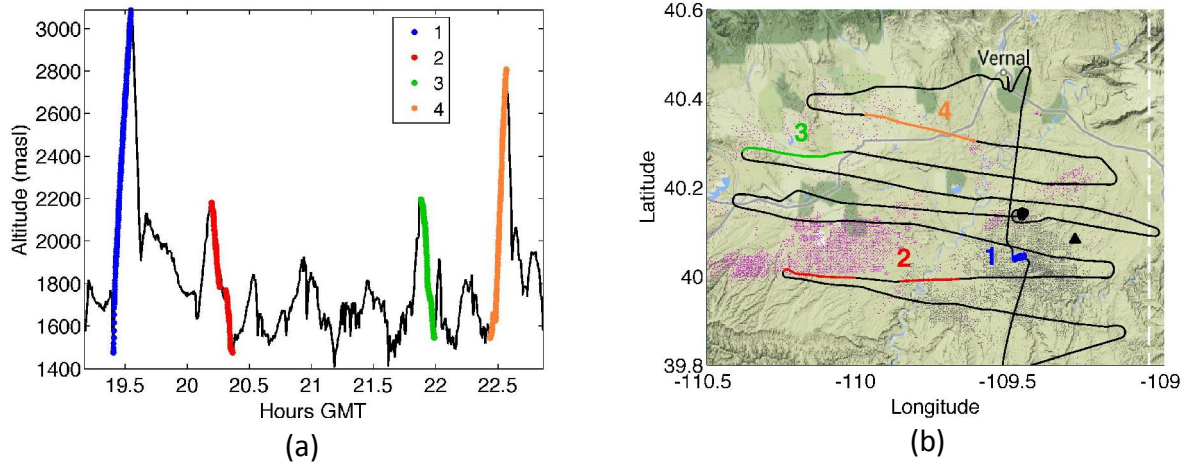 3000
2800
2600
2400
2200
2000
1800
1600
1400
Altitude (masl)
1
2
3
4
19.5 20 20.5 21 21.5 22 22.5
Hours GMT
(a)
40.6
40.4
40.2
40
39.8
Latitude
Vernal
4
3
2
1
-110.5 -110 -109.5 -109
Longitude
(b)